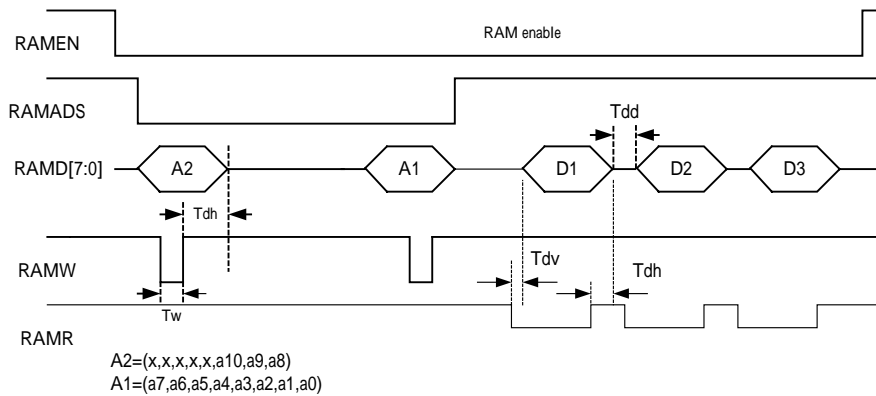 RAMEN
RAM enable
RAMADS
Tdd
RAMD[7:0]
A2
A1
D1
D2
D3
Tdh
RAMW
Tdv
Tdh
Tw
RAMR
A2=(x,x,x,x,x,a10,a9,a8)
A1=(a7,a6,a5,a4,a3,a2,a1,a0)